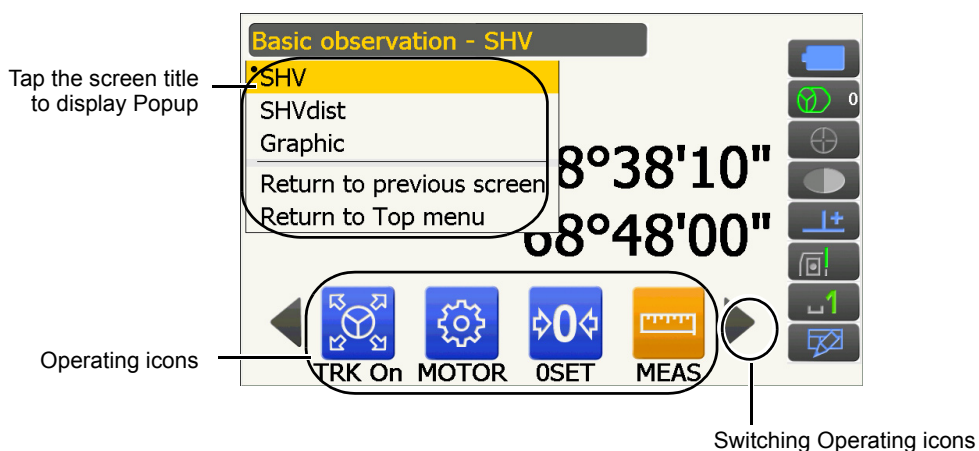 Basic observation - SHV
Tap the screen title
to display Popup
SHV
SHVdist
Graphic
Return to previous screen
Return to Top menu
8°38'10"
68°48'00"
0
1
Operating icons
0
TRK On MOTOR 0SET MEAS
Switching Operating icons